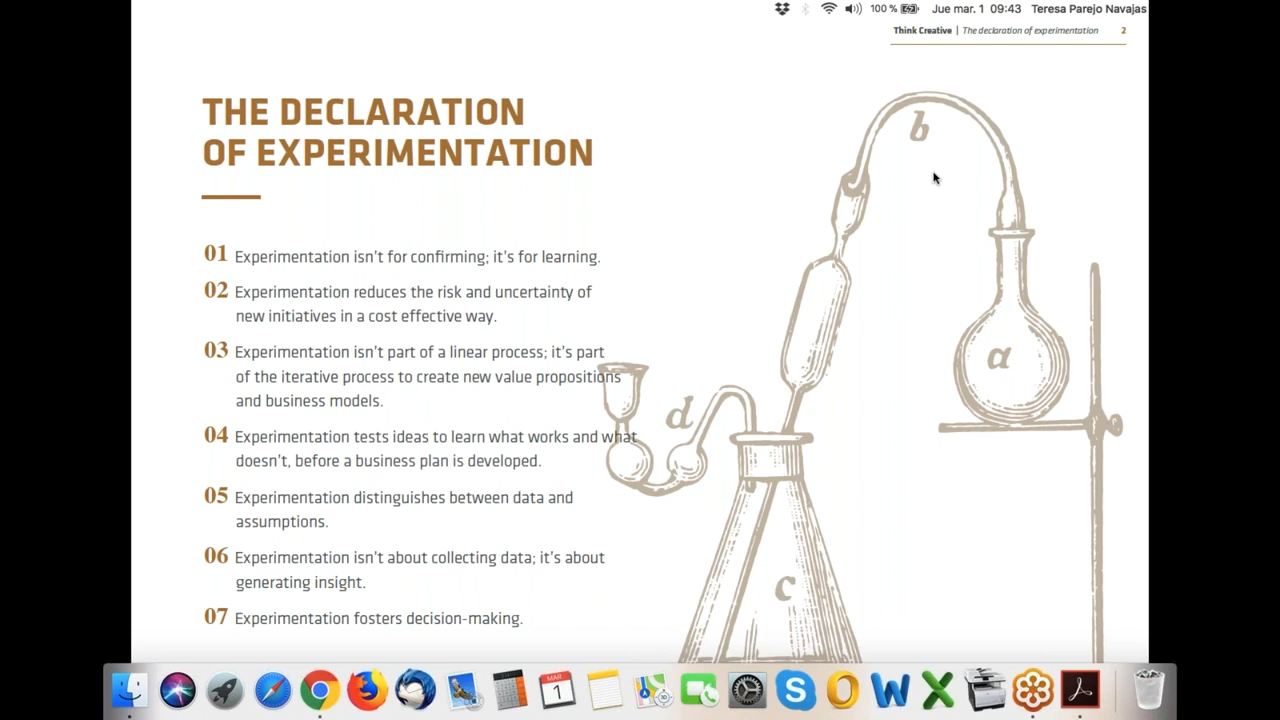 100 % Jue mar. 1 09:43 Teresa Parejo Navajas
Think Creative | The declaration of experimentation 2
THE DECLARATION
OF EXPERIMENTATION
01 Experimentation isn't for confirming; it's for learning.
02 Experimentation reduces the risk and uncertainty of
new initiatives in a cost effective way.
03 Experimentation isn't part of a linear process; it's part
of the iterative process to create new value propositions
and business models.
04 Experimentation tests ideas to learn what works and what
doesn't, before a business plan is developed.
05 Experimentation distinguishes between data and
assumptions.
06 Experimentation isn't about collecting data; it's about
generating insight.
07 Experimentation fosters decision-making.
b
a
d
c
MAR
1